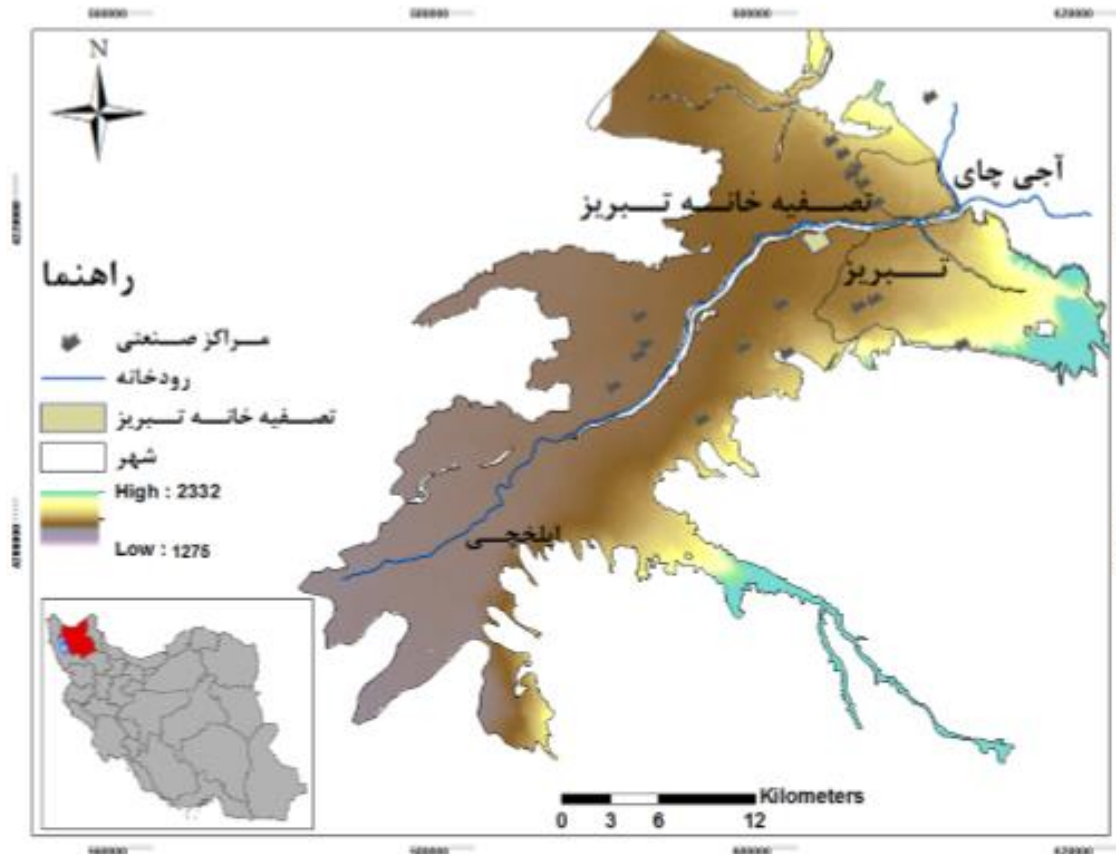 N
آجی چای
تصفیه خانه تبریز
تبریز
راهنما
مراکز صنعتی
رودخانه
تصفیه خانه تبریز
شهر
High : 2332
Low : 1275
ایلخچی
Kilometers
0 3 6 12